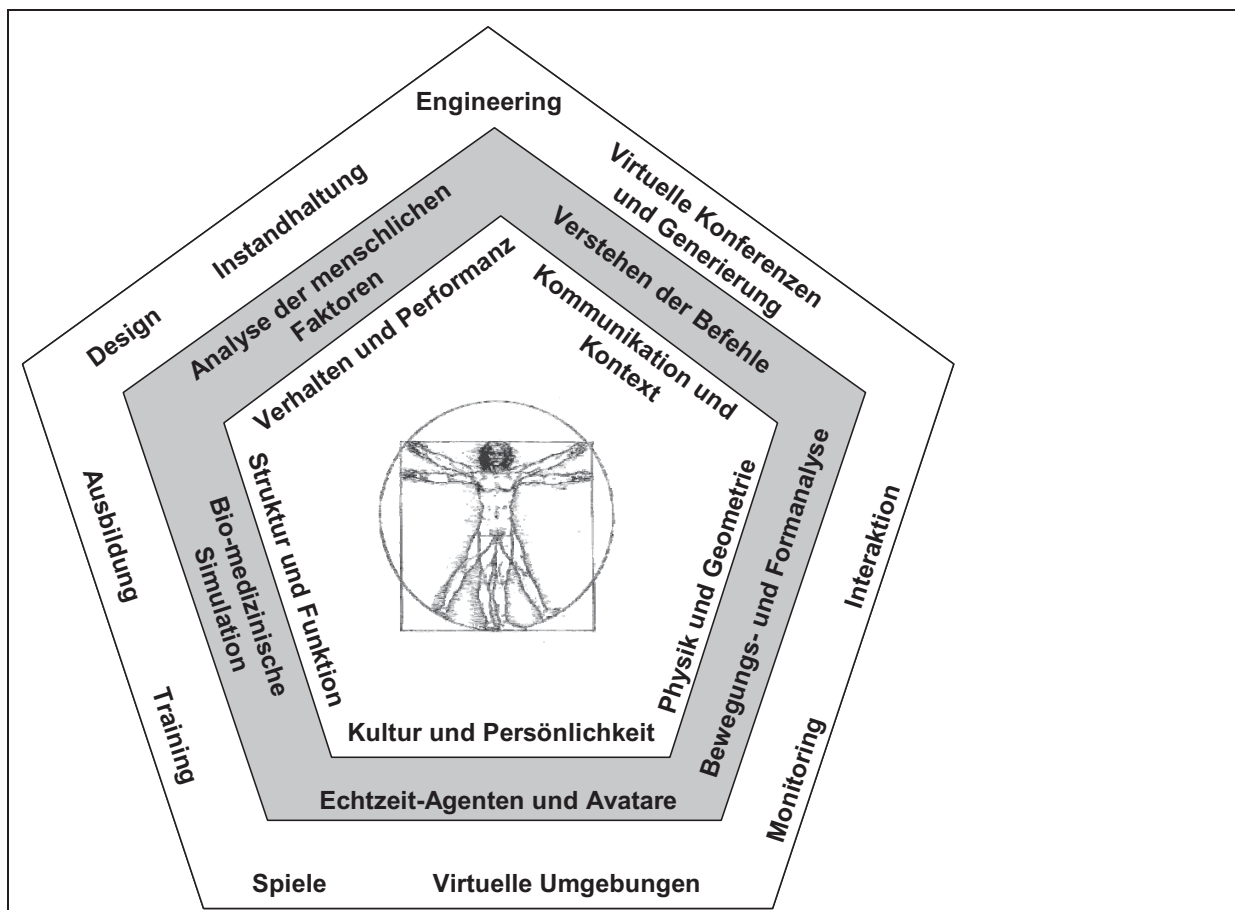 Engineering
Instandhaltung
Design
Virtuelle Konferenzen
und Generierung
Analyse der menschlichen
Faktoren
Verstehen der Befehle
Verhalten und Performanz
Kommunikation und
Kontext
Ausbildung
Training
Bio-medizinische
Simulation
Struktur und Funktion
Physik und Geometrie
Bewegungs- und Formanalyse
Interaktion
Monitoring
Kultur und Persönlichkeit
Echtzeit-Agenten und Avatare
Spiele
Virtuelle Umgebungen